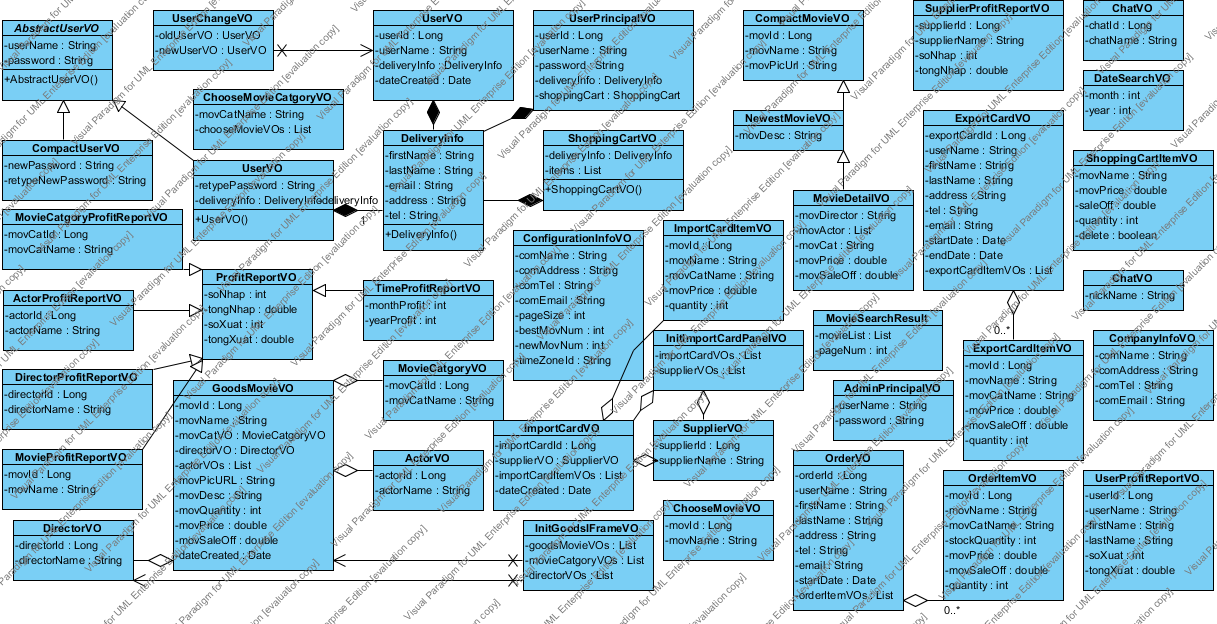 AbstractUserVO
-userName : String
-password : String
+AbstractUserVO()
UserChangeVO
-oldUserVO : UserVO
-newUserVO : UserVO
UserVO
-userId : Long
-userName : String
-deliveryInfo : DeliveryInfo
-dateCreated : Date
UserPrincipalVO
-userId : Long
-userName : String
-password : String
-deliveryInfo : DeliveryInfo
-shoppingCart : ShoppingCart
CompactMovieVO
-movId : Long
-movName : String
-movPicUrl : String
SupplierProfitReportVO
-supplierId : Long
-supplierName : String
-soNhap : int
-tongNhap : double
ChatVO
-chatId : Long
-chatName : String
DateSearchVO
-month : int
-year : int
ChooseMovieCatgoryVO
-movCatName : String
-chooseMovieVOs : List
NewestMovieVO
-movDesc : String
ExportCardVO
-exportCardId : Long
-userName : String
-firstName : String
-lastName : String
-address : String
-tel : String
-email : String
-startDate : Date
-endDate : Date
-exportCardItemVOs : List
CompactUserVO
-newPassword : String
-retypeNewPassword : String
UserVO
-retypePassword : String
-deliveryInfo : DeliveryInfodeliveryInfo
+UserVO()
DeliveryInfo
-firstName : String
-lastName : String
-email : String
-address : String
-tel : String
+DeliveryInfo()
ShoppingCartVO
-deliveryInfo : DeliveryInfo
-items : List
+ShoppingCartVO()
ShoppingCartItemVO
-movName : String
-movPrice : double
-saleOff : double
-quantity : int
-delete : boolean
MovieDetailVO
-movDirector : String
-movActor : List
-movCat : String
-movPrice : double
-movSaleOff : double
MovieCatgoryProfitReportVO
-movCatId : Long
-movCatName : String
ConfigurationInfoVO
-comName : String
-comAddress : String
-comTel : String
-comEmail : String
-pageSize : int
-bestMovNum : int
-newMovNum : int
-timeZoneId : String
ImportCardItemVO
-movId : Long
-movName : String
-movCatName : String
-movPrice : double
-quantity : int
ProfitReportVO
-soNhap : int
-tongNhap : double
-soXuat : int
-tongXuat : double
TimeProfitReportVO
-monthProfit : int
-yearProfit : int
ChatVO
-nickName : String
ActorProfitReportVO
-actorId : Long
-actorName : String
MovieSearchResult
-movieList : List
-pageNum : int
0..*
InitImportCardPanelVO
-importCardVOs : List
-supplierVOs : List
ExportCardItemVO
-movId : Long
-movName : String
-movCatName : String
-movPrice : double
-movSaleOff : double
-quantity : int
CompanyInfoVO
-comName : String
-comAddress : String
-comTel : String
-comEmail : String
DirectorProfitReportVO
-directorId : Long
-directorName : String
GoodsMovieVO
-movId : Long
-movName : String
-movCatVO : MovieCatgoryVO
-directorVO : DirectorVO
-actorVOs : List
-movPicURL : String
-movDesc : String
-movQuantity : int
-movPrice : double
-movSaleOff : double
-dateCreated : Date
MovieCatgoryVO
-movCatId : Long
-movCatName : String
AdminPrincipalVO
-userName : String
-password : String
ImportCardVO
-importCardId : Long
-supplierVO : SupplierVO
-importCardItemVOs : List
-dateCreated : Date
SupplierVO
-supplierId : Long
-supplierName : String
MovieProfitReportVO
-movId : Long
-movName : String
ActorVO
-actorId : Long
-actorName : String
OrderVO
-orderId : Long
-userName : String
-firstName : String
-lastName : String
-address : String
-tel : String
-email : String
-startDate : Date
-orderItemVOs : List
OrderItemVO
-movId : Long
-movName : String
-movCatName : String
-stockQuantity : int
-movPrice : double
-movSaleOff : double
-quantity : int
0..*
UserProfitReportVO
-userId : Long
-userName : String
-firstName : String
-lastName : String
-soXuat : int
-tongXuat : double
DirectorVO
-directorId : Long
-directorName : String
InitGoodsIFrameVO
-goodsMovieVOs : List
-movieCatgoryVOs : List
-directorVOs : List
ChooseMovieVO
-movId : Long
-movName : String
Visual Paradigm for UML Enterprise Edition [evaluation copy]